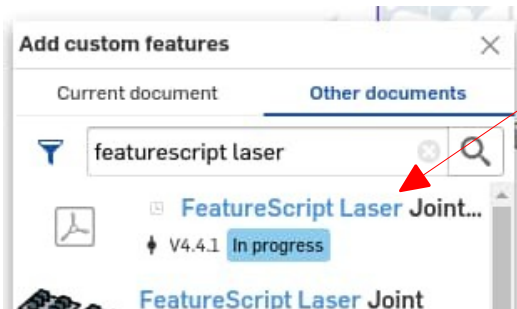 Add custom features
Current document
Other documents
featurescript laser
FeatureScript Laser Joint...
V4.4.1 In progress
FeatureScript Laser Joint